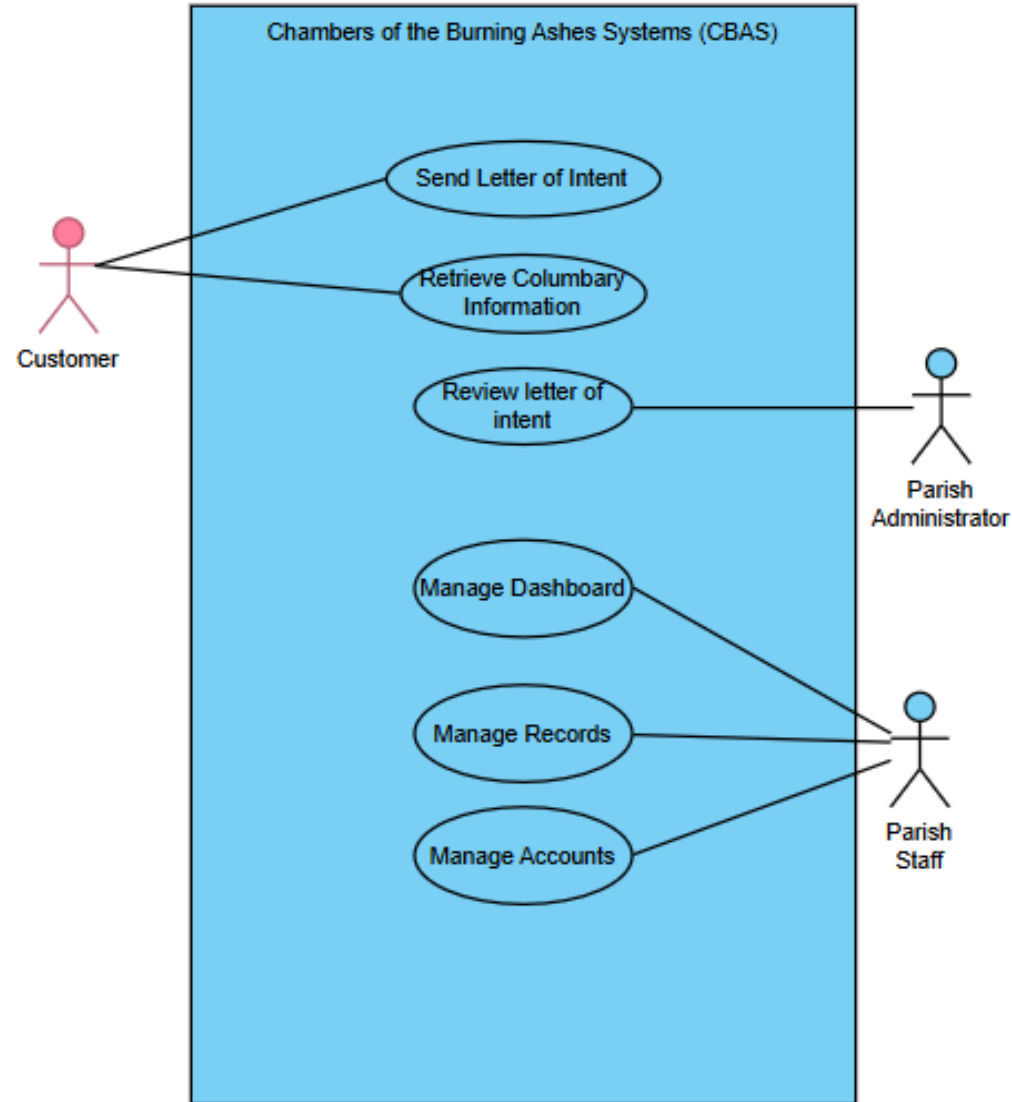 Chambers of the Burning Ashes Systems (CBAS)
Send Letter of Intent
Retrieve Columbary
Information
Customer
Review letter of
intent
Parish
Administrator
Manage Dashboard
Manage Records
Parish
Staff
Manage Accounts